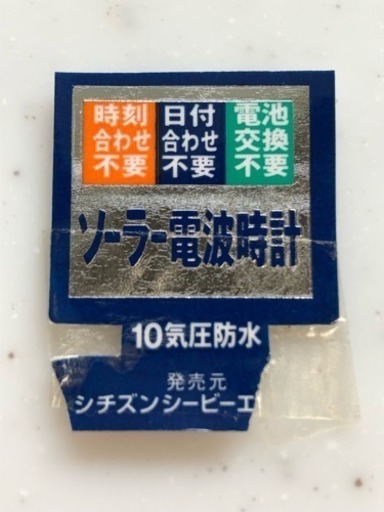 時刻合わせ不要
日付合わせ不要
電池交換不要
ソーラー電波時計
10気圧防水
発売元
シチズンシービーエ